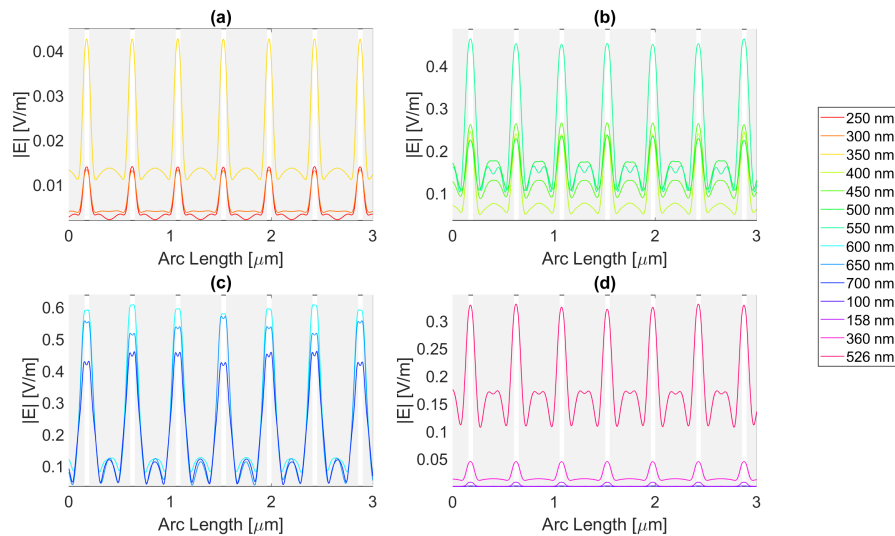 (a)
0.04
0.03
0.02
0.01
|E| [V/m]
0 1 2 3
Arc Length [μm]
(b)
0.4
0.3
0.2
0.1
|E| [V/m]
0 1 2 3
Arc Length [μm]
(c)
0.6
0.5
0.4
0.3
0.2
0.1
|E| [V/m]
0 1 2 3
Arc Length [μm]
(d)
0.3
0.25
0.2
0.15
0.1
0.05
|E| [V/m]
0 1 2 3
Arc Length [μm]
250 nm
300 nm
350 nm
400 nm
450 nm
500 nm
550 nm
600 nm
650 nm
700 nm
100 nm
158 nm
360 nm
526 nm